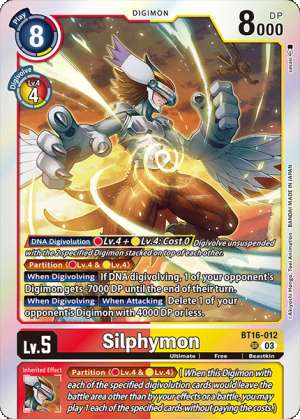 DIGIMON
Play
8
8000 DP
Digivolve
Lv.4
4
DNA Digivolution Lv.4 + Lv.4: Cost 0 Digivolve unsuspended
with the 2 specified Digimon stacked on top of each other.
Partition (Lv.4 & Lv.4)
When Digivolving If DNA digivolving, 1 of your opponent's
Digimon gets -7000 DP until the end of their turn.
When Digivolving When Attacking Delete 1 of your
opponent's Digimon with 4000 DP or less.
©Akiyoshi Hongo, Toei Animation · BANDAI MADE IN JAPAN
Lv.5
Silphymon
BT16-012
SR 03
Ultimate Free Beastkin
Inherited Effect
Partition (Lv.4 & Lv.4) (When this Digimon with
each of the specified digivolution cards would leave the
battle area other than by your effects or a battle, you may
play 1 each of the specified cards without paying their costs.)